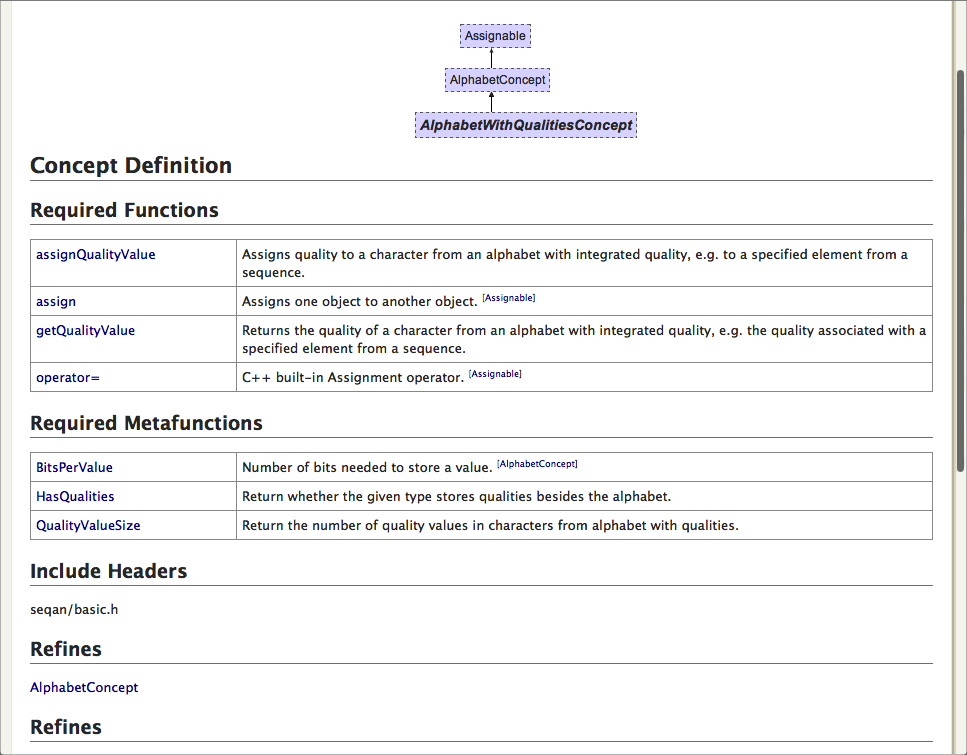 Assignable
AlphabetConcept
AlphabetWithQualitiesConcept
Concept Definition
Required Functions
assignQualityValue Assigns quality to a character from an alphabet with integrated quality, e.g. to a specified element from a
sequence.
assign Assigns one object to another object. [Assignable]
getQualityValue Returns the quality of a character from an alphabet with integrated quality, e.g. the quality associated with a
specified element from a sequence.
operator= C++ built-in Assignment operator. [Assignable]
Required Metafunctions
BitsPerValue Number of bits needed to store a value. [AlphabetConcept]
HasQualities Return whether the given type stores qualities besides the alphabet.
QualityValueSize Return the number of quality values in characters from alphabet with qualities.
Include Headers
seqan/basic.h
Refines
AlphabetConcept
Refines